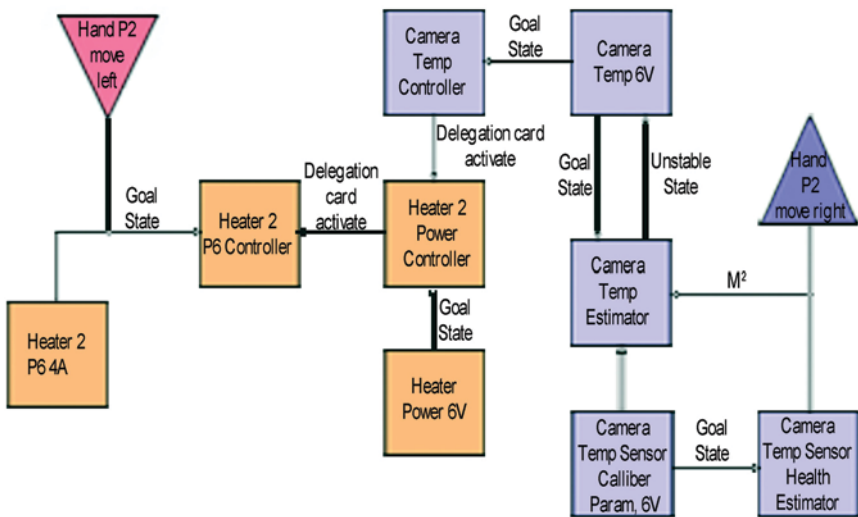 Hand P2
move
left
Camera
Temp
Controller
Goal
State
Camera
Temp 6V
Delegation card
activate
Goal
State
Unstable
State
Hand
P2
move right
Goal
State
Heater 2
P6 Controller
Delegation
card
activate
Heater 2
Power
Controller
Camera
Temp
Estimator
M²
Heater 2
P6 4A
Goal
State
Heater
Power 6V
Camera
Temp Sensor
Calliber
Param, 6V
Goal
State
Camera
Temp Sensor
Health
Estimator